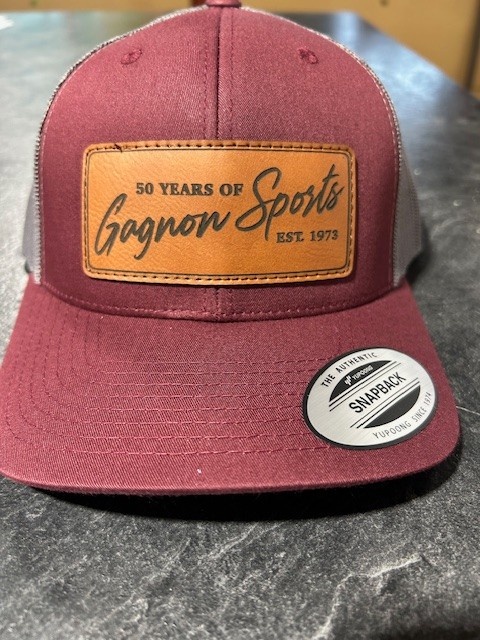 50 YEARS OF
Gagnon Sports
EST. 1973
THE AUTHENTIC
YUPOONG
SNAPBACK
YUPOONG SINCE 1974